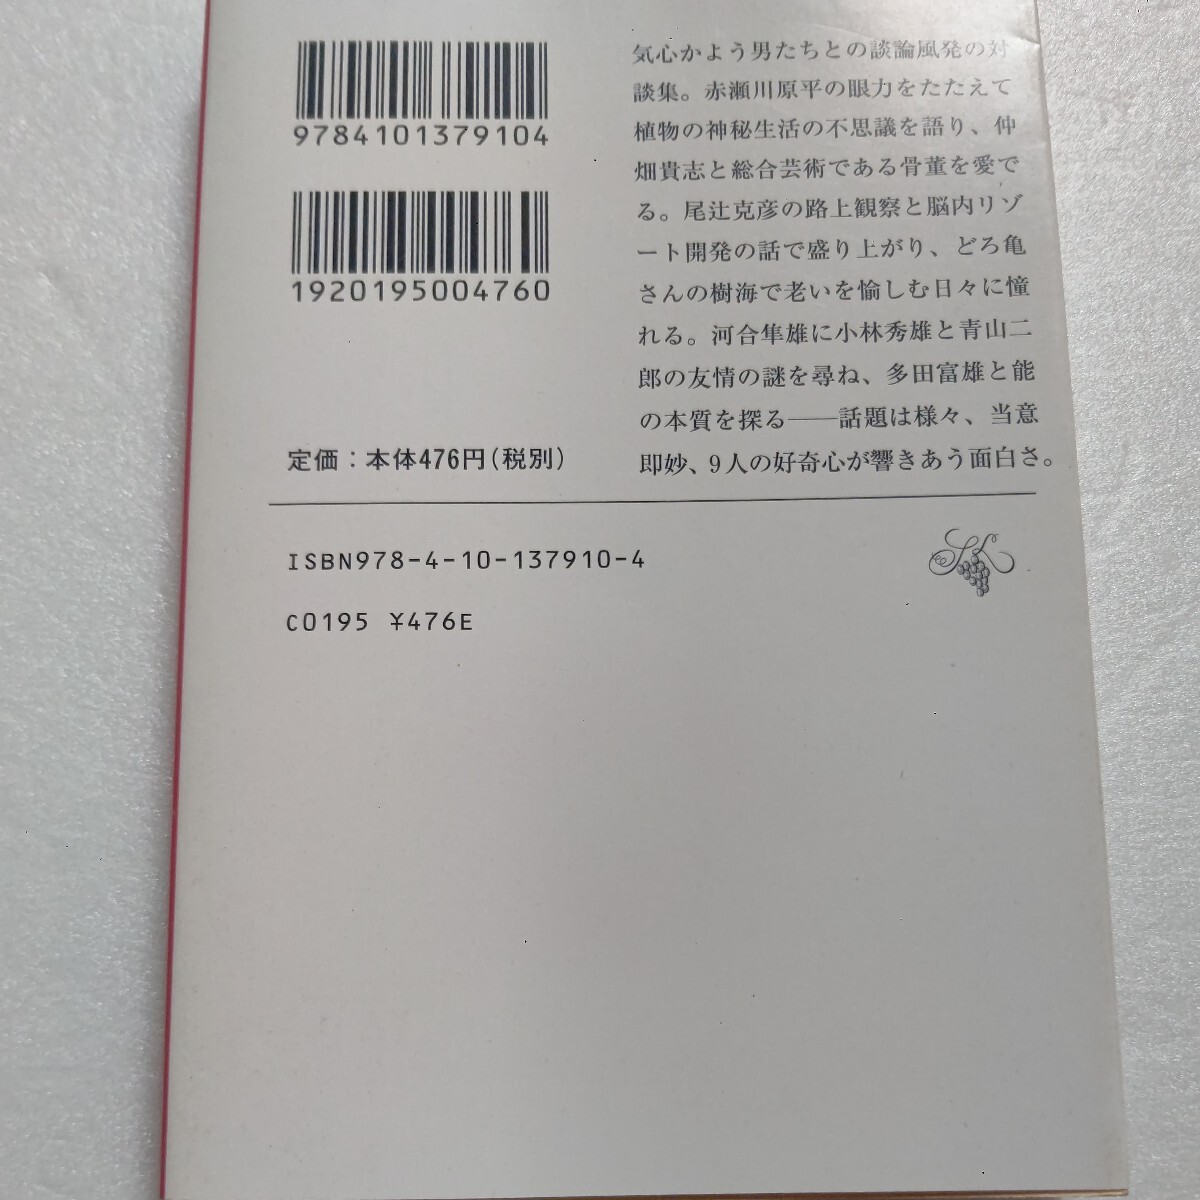 9784101379104
1920195004760
定価：本体476円（税別）
気心かよう男たちとの談論風発の対
談集。赤瀬川原平の眼力をたたえて
植物の神秘生活の不思議を語り、仲
畑貴志と総合芸術である骨董を愛で
る。尾辻克彦の路上観察と脳内リゾ
ート開発の話で盛り上がり、どろ亀
さんの樹海で老いを愉しむ日々に憧
れる。河合隼雄に小林秀雄と青山二
郎の友情の謎を尋ね、多田富雄と能
の本質を探る――話題は様々、当意
即妙、9人の好奇心が響きあう面白さ。
ISBN978-4-10-137910-4
C0195 ¥476E